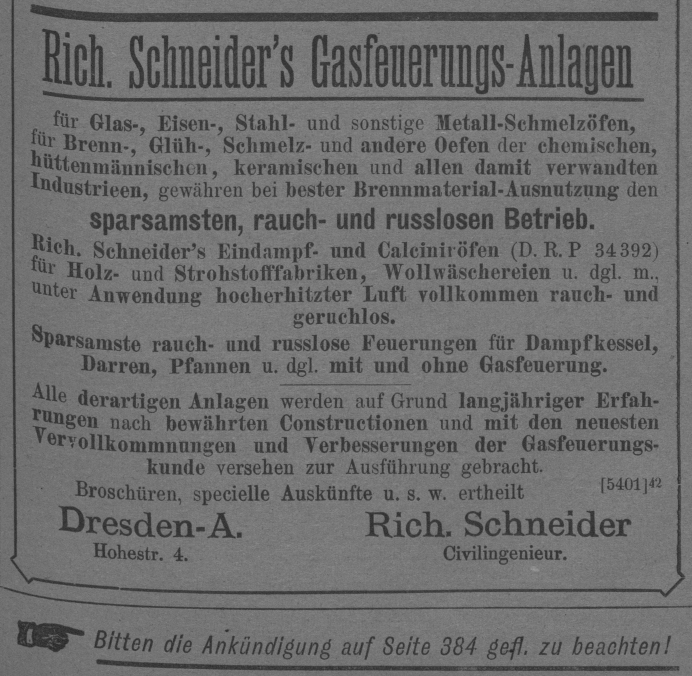 Rich. Schneider's Gasfeuerungs-Anlagen
für Glas-, Eisen-, Stahl- und sonstige Metall-Schmelzöfen,
für Brenn-, Glüh-, Schmelz- und andere Oefen der chemischen,
hüttenmännischen, keramischen und allen damit verwandten
Industrieen, gewähren bei bester Brennmaterial-Ausnutzung den
sparsamsten, rauch- und russlosen Betrieb.
Rich. Schneider's Eindampf- und Calciniröfen (D. R. P 34392)
für Holz- und Strohstofffabriken, Wollwäschereien u. dgl. m.,
unter Anwendung hocherhitzter Luft vollkommen rauch- und
geruchlos.
Sparsamste rauch- und russlose Feuerungen für Dampfkessel,
Darren, Pfannen u. dgl. mit und ohne Gasfeuerung.
Alle derartigen Anlagen werden auf Grund langjähriger Erfah-
rungen nach bewährten Constructionen und mit den neuesten
Vervollkommnungen und Verbesserungen der Gasfeuerungs-
kunde versehen zur Ausführung gebracht.
Broschüren, specielle Auskünfte u. s. w. ertheilt [5401]42
Dresden-A. Rich. Schneider
Hohestr. 4. Civilingenieur.
Bitten die Ankündigung auf Seite 384 gefl. zu beachten!